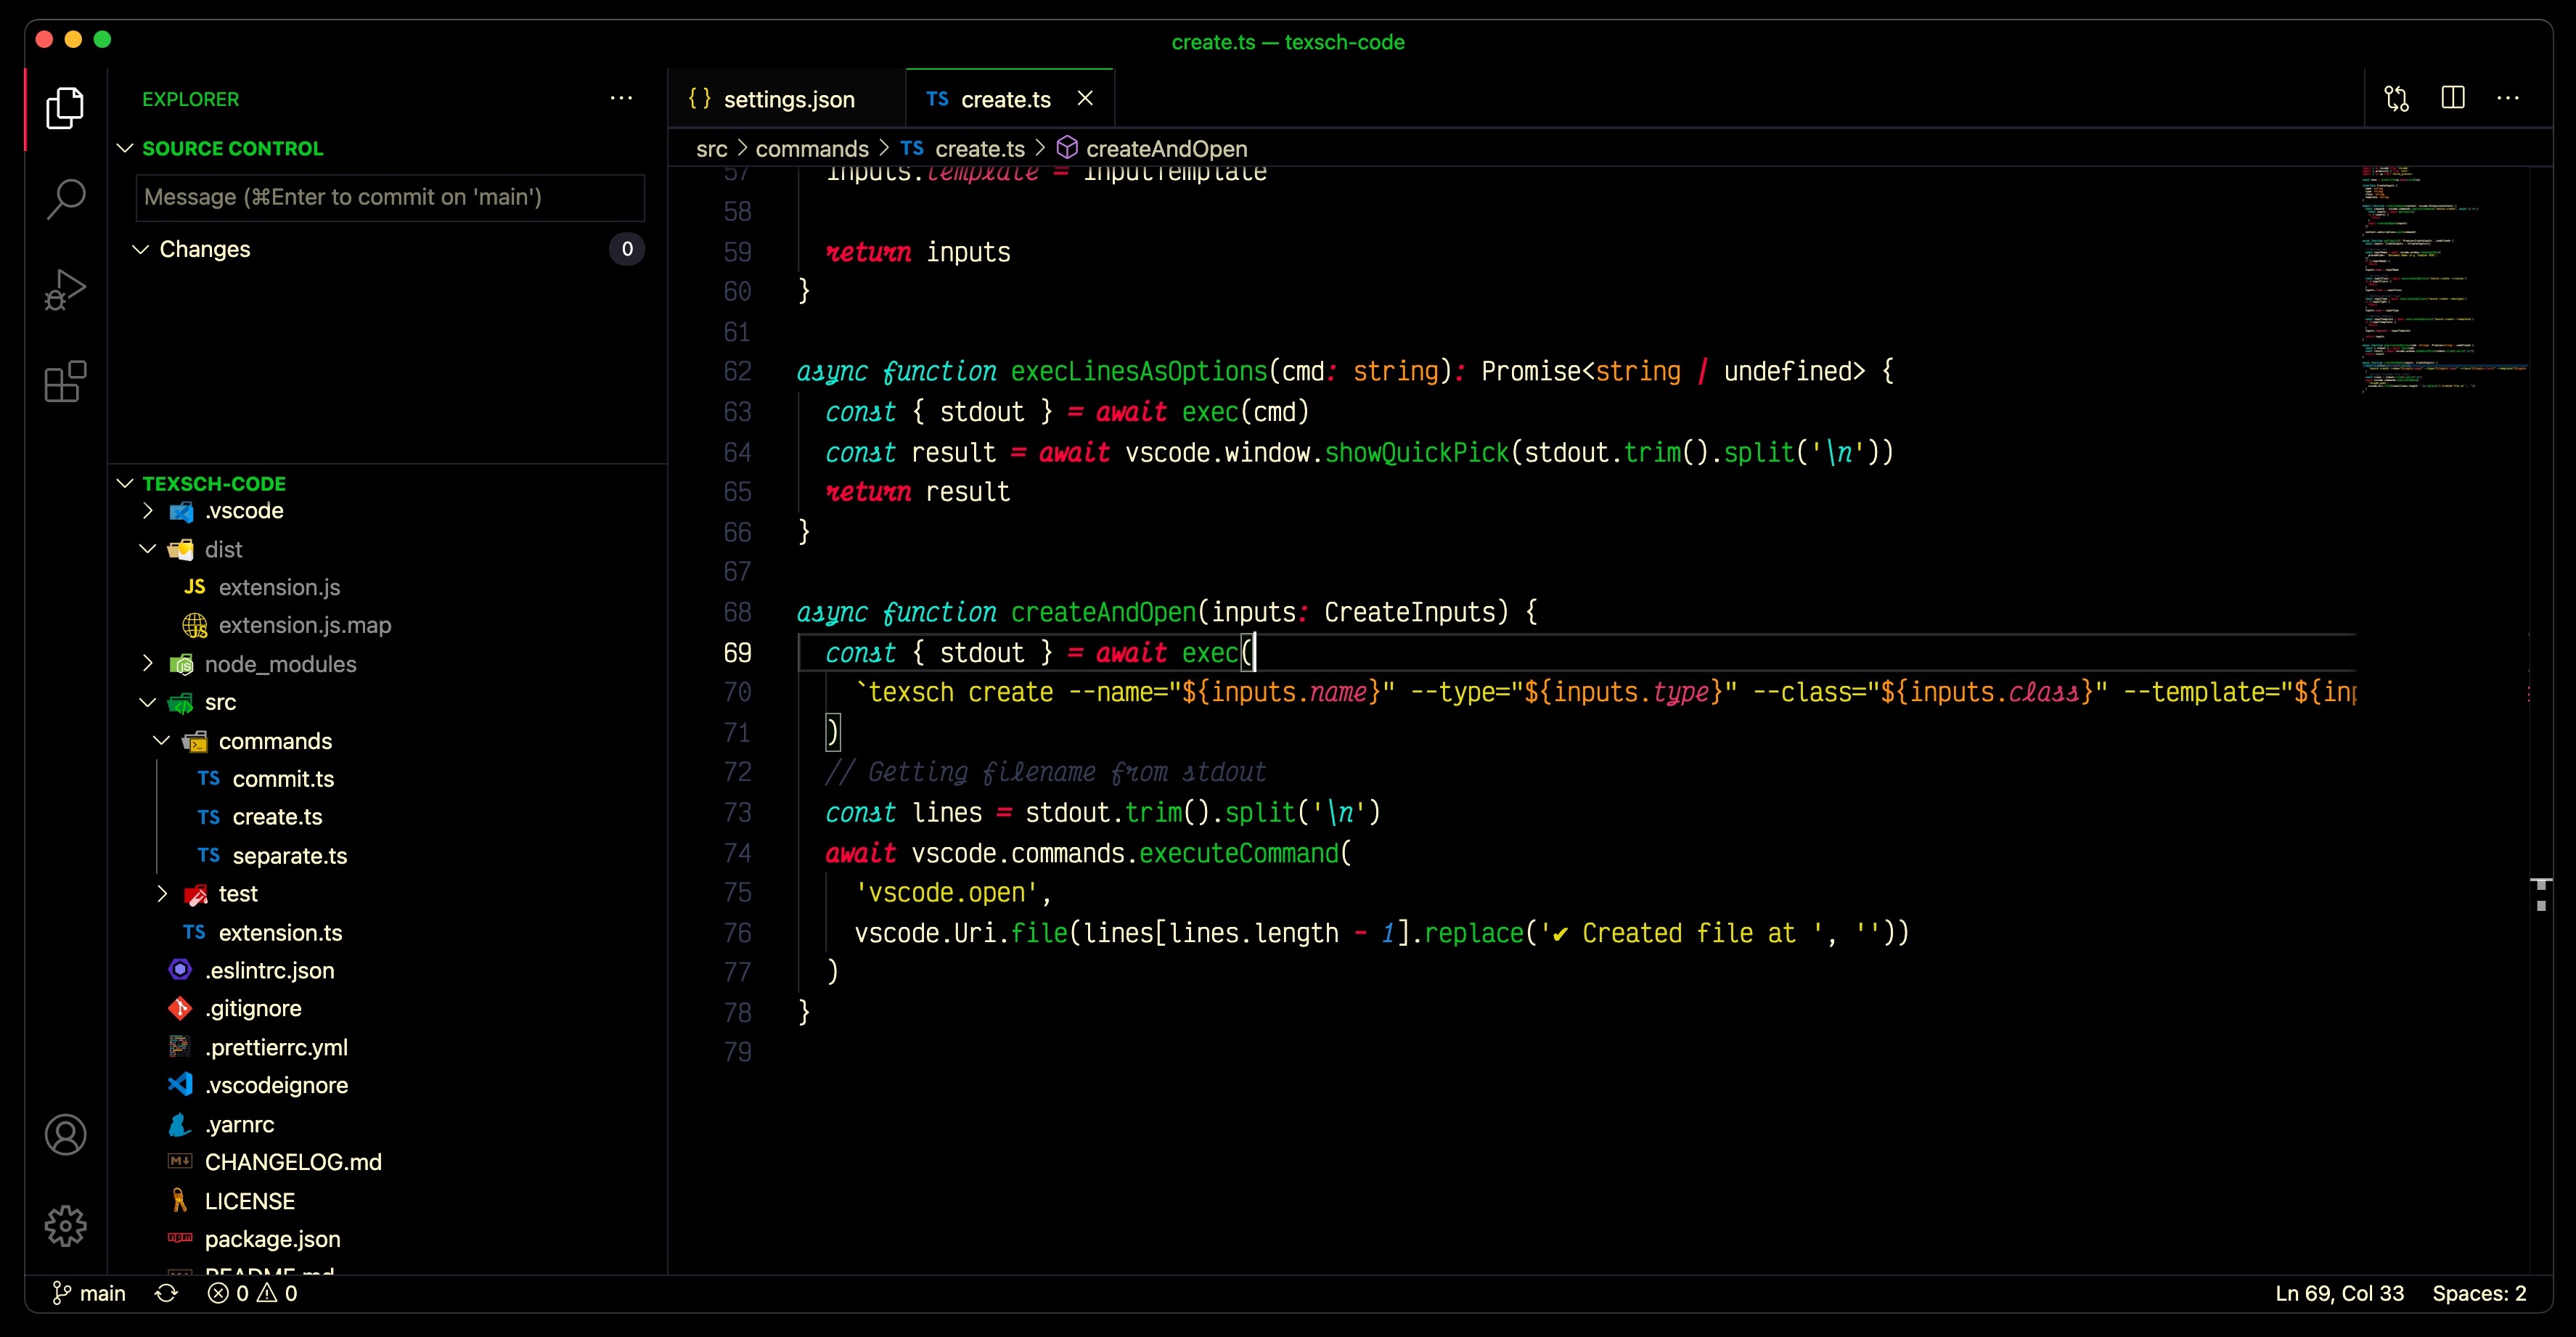 create.ts — texsch-code
EXPLORER
SOURCE CONTROL
Message (⌘Enter to commit on 'main')
Changes
0
TEXSCH-CODE
.vscode
dist
JS extension.js
extension.js.map
node_modules
src
commands
TS commit.ts
TS create.ts
TS separate.ts
test
TS extension.ts
.eslintrc.json
.gitignore
.prettierrc.yml
.vscodeignore
.yarnrc
CHANGELOG.md
LICENSE
package.json
README.md
{} settings.json
TS create.ts
src > commands > TS create.ts > createAndOpen
57 inputs.template = inputTemplate
58
59 return inputs
60 }
61
62 async function execLinesAsOptions(cmd: string): Promise<string | undefined> {
63 const { stdout } = await exec(cmd)
64 const result = await vscode.window.showQuickPick(stdout.trim().split('\n'))
65 return result
66 }
67
68 async function createAndOpen(inputs: CreateInputs) {
69 const { stdout } = await exec(
70 `texsch create --name="${inputs.name}" --type="${inputs.type}" --class="${inputs.class}" --template="${inp
71 )
72 // Getting filename from stdout
73 const lines = stdout.trim().split('\n')
74 await vscode.commands.executeCommand(
75 'vscode.open',
76 vscode.Uri.file(lines[lines.length - 1].replace('✔ Created file at ', ''))
77 )
78 }
79
main 0 0
Ln 69, Col 33 Spaces: 2